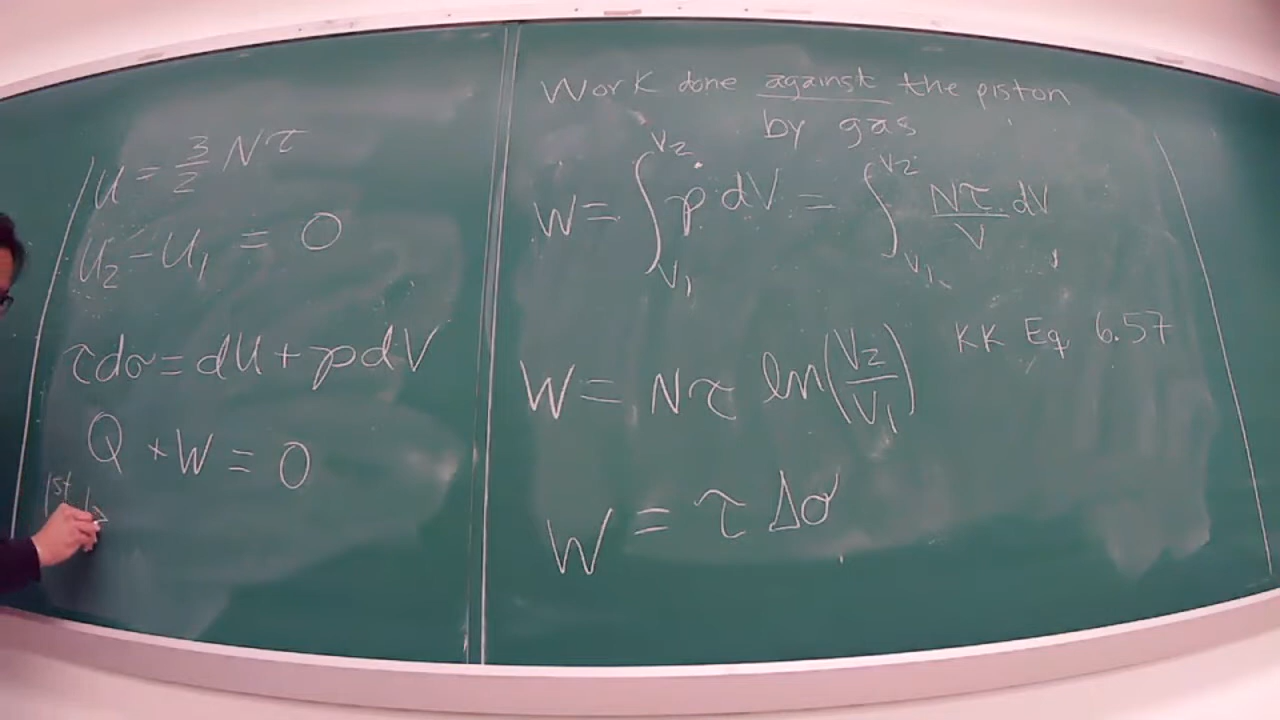 U = 3/2 Nτ
U₂ - U₁ = 0
τdσ = dU + pdV
Q + W = 0
1st
Work done against the piston
by gas
W = ∫_{V₁}^{V₂} p dV = ∫_{V₁}^{V₂} Nτ dV / V
W = Nτ ln(V₂/V₁) KK Eq 6.57
W = τ Δσ